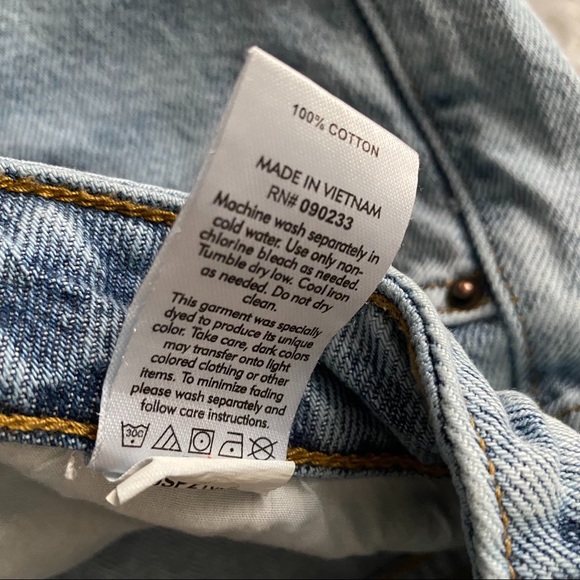 100% COTTON
MADE IN VIETNAM
RN# 090233
Machine wash separately in
cold water. Use only non-
chlorine bleach as needed.
Tumble dry low. Cool Iron
as needed. Do not dry
clean.
This garment was specially
dyed to produce its unique
color. Take care, dark colors
may transfer onto light
colored clothing or other
items. To minimize fading
please wash separately and
follow care instructions.